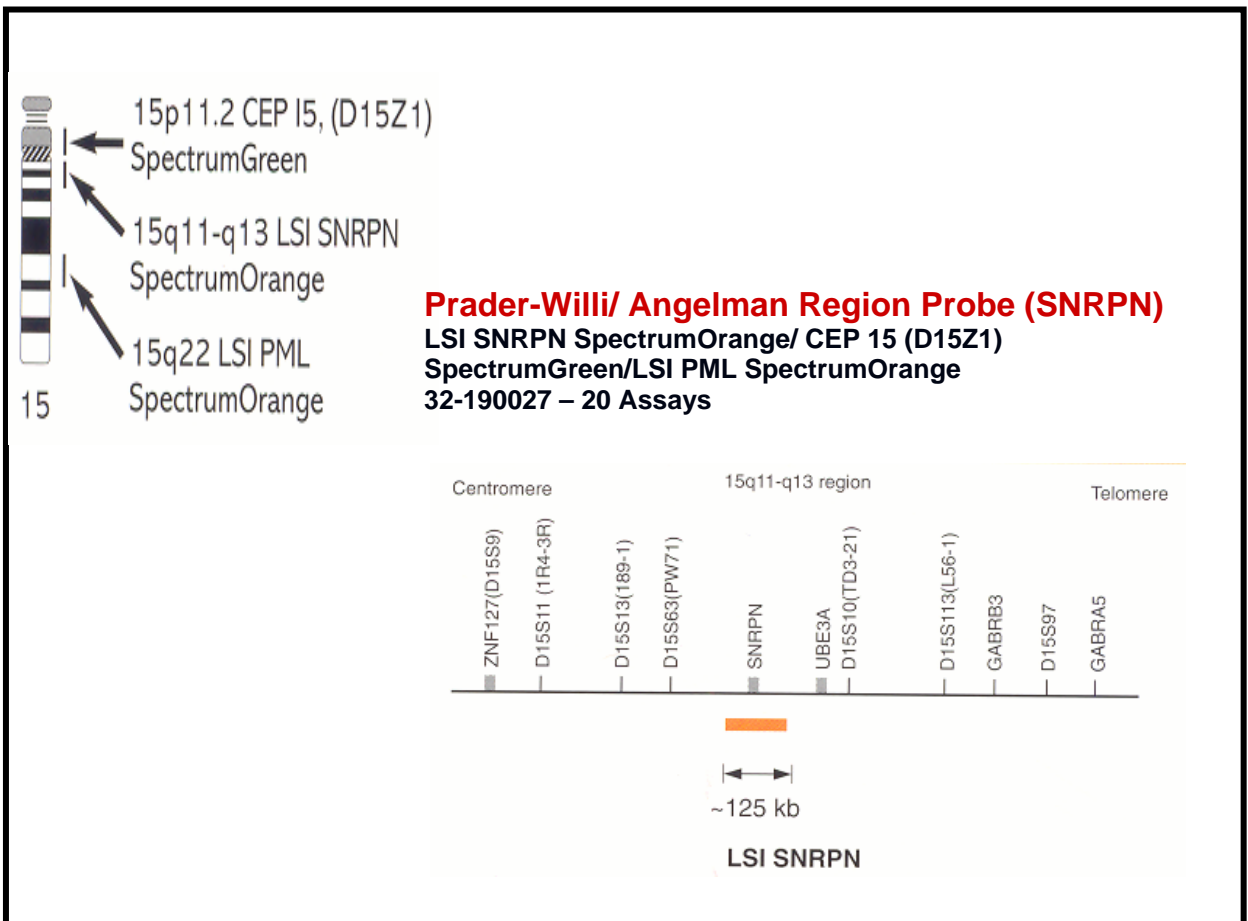 15p11.2 CEP I5, (D15Z1)
SpectrumGreen
15q11-q13 LSI SNRPN
SpectrumOrange
15q22 LSI PML
SpectrumOrange
15
Prader-Willi/ Angelman Region Probe (SNRPN)
LSI SNRPN SpectrumOrange/ CEP 15 (D15Z1)
SpectrumGreen/LSI PML SpectrumOrange
32-190027 – 20 Assays
Centromere
15q11-q13 region
Telomere
ZNF127(D15S9)
D15S11 (1R4-3R)
D15S13(189-1)
D15S63(PW71)
SNRPN
UBE3A
D15S10(TD3-21)
D15S113(L56-1)
GABRB3
D15S97
GABRA5
~125 kb
LSI SNRPN